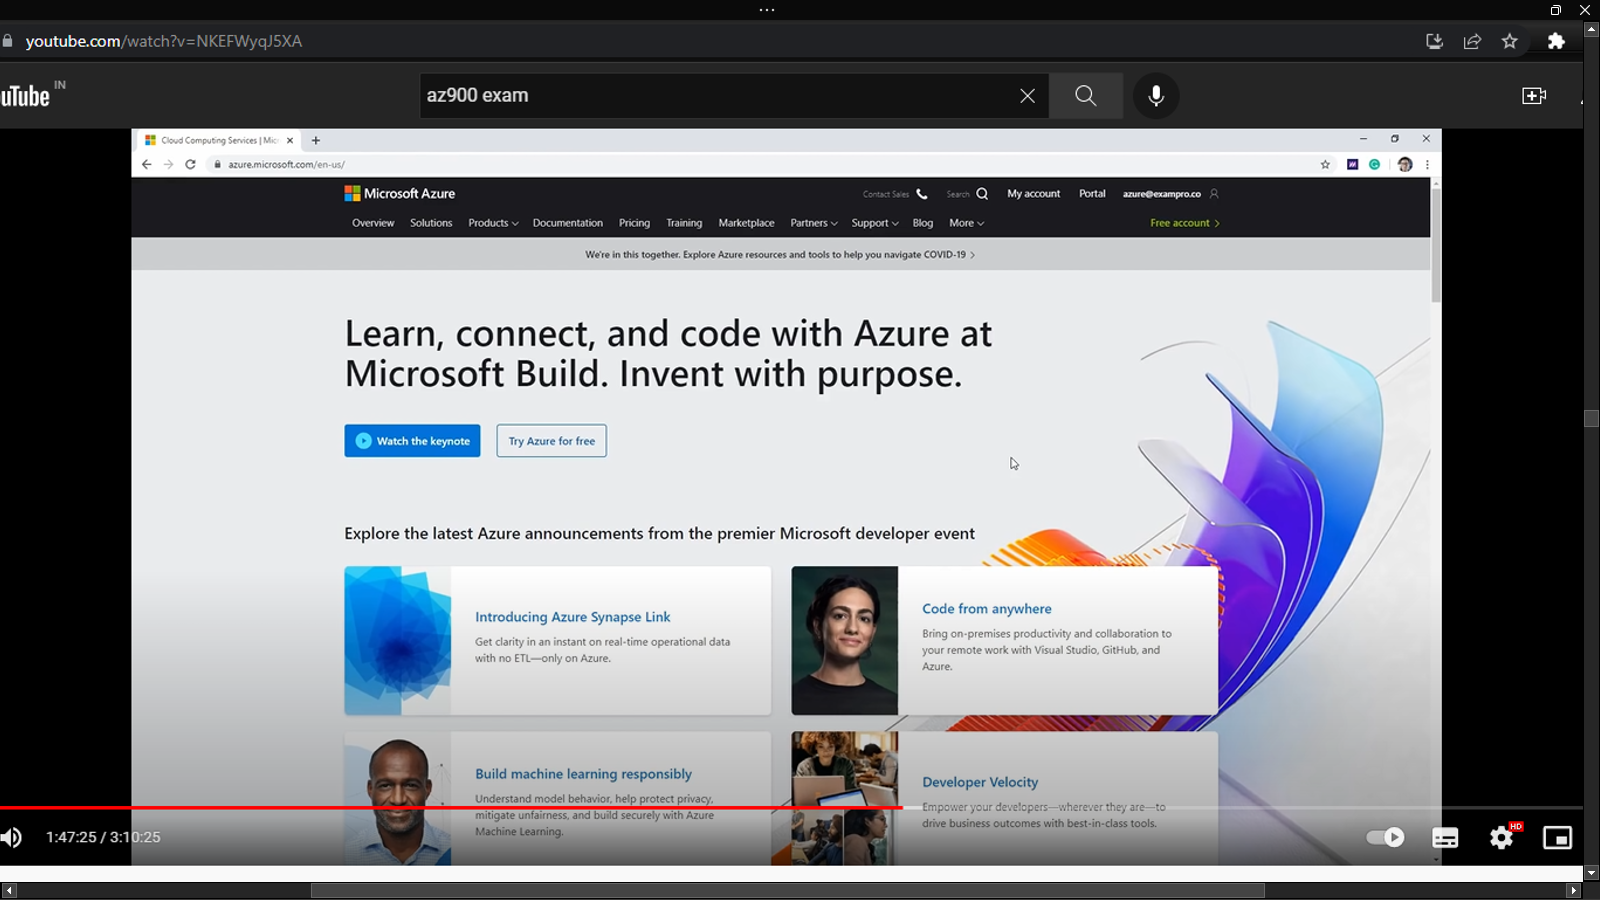 youtube.com/watch?v=NKEFWyqJ5XA
uTube IN
az900 exam
Cloud Computing Services | Micr
azure.microsoft.com/en-us/
Microsoft Azure
Contact Sales
Search
My account
Portal
azure@exampro.co
Overview
Solutions
Products
Documentation
Pricing
Training
Marketplace
Partners
Support
Blog
More
Free account
We're in this together. Explore Azure resources and tools to help you navigate COVID-19
Learn, connect, and code with Azure at
Microsoft Build. Invent with purpose.
Watch the keynote
Try Azure for free
Explore the latest Azure announcements from the premier Microsoft developer event
Introducing Azure Synapse Link
Get clarity in an instant on real-time operational data
with no ETL—only on Azure.
Code from anywhere
Bring on-premises productivity and collaboration to
your remote work with Visual Studio, GitHub, and
Azure.
Build machine learning responsibly
Understand model behavior, help protect privacy,
mitigate unfairness, and build securely with Azure
Machine Learning.
Developer Velocity
Empower your developers—wherever they are—to
drive business outcomes with best-in-class tools.
1:47:25 / 3:10:25
HD